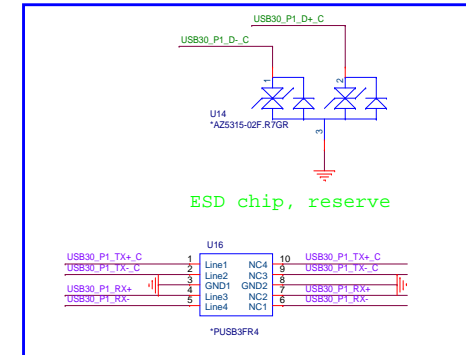 USB30_P1_D+_C
USB30_P1_D-_C
1
2
U14
*AZ5315-02F.R7GR
3
ESD chip, reserve
U16
USB30_P1_TX+_C 1 Line1 NC4 10 USB30_P1_TX+_C
USB30_P1_TX-_C 2 Line2 NC3 9 USB30_P1_TX-_C
3 GND1 GND2 8
USB30_P1_RX+ 4 Line3 NC2 7 USB30_P1_RX+
USB30_P1_RX- 5 Line4 NC1 6 USB30_P1_RX-
*PUSB3FR4